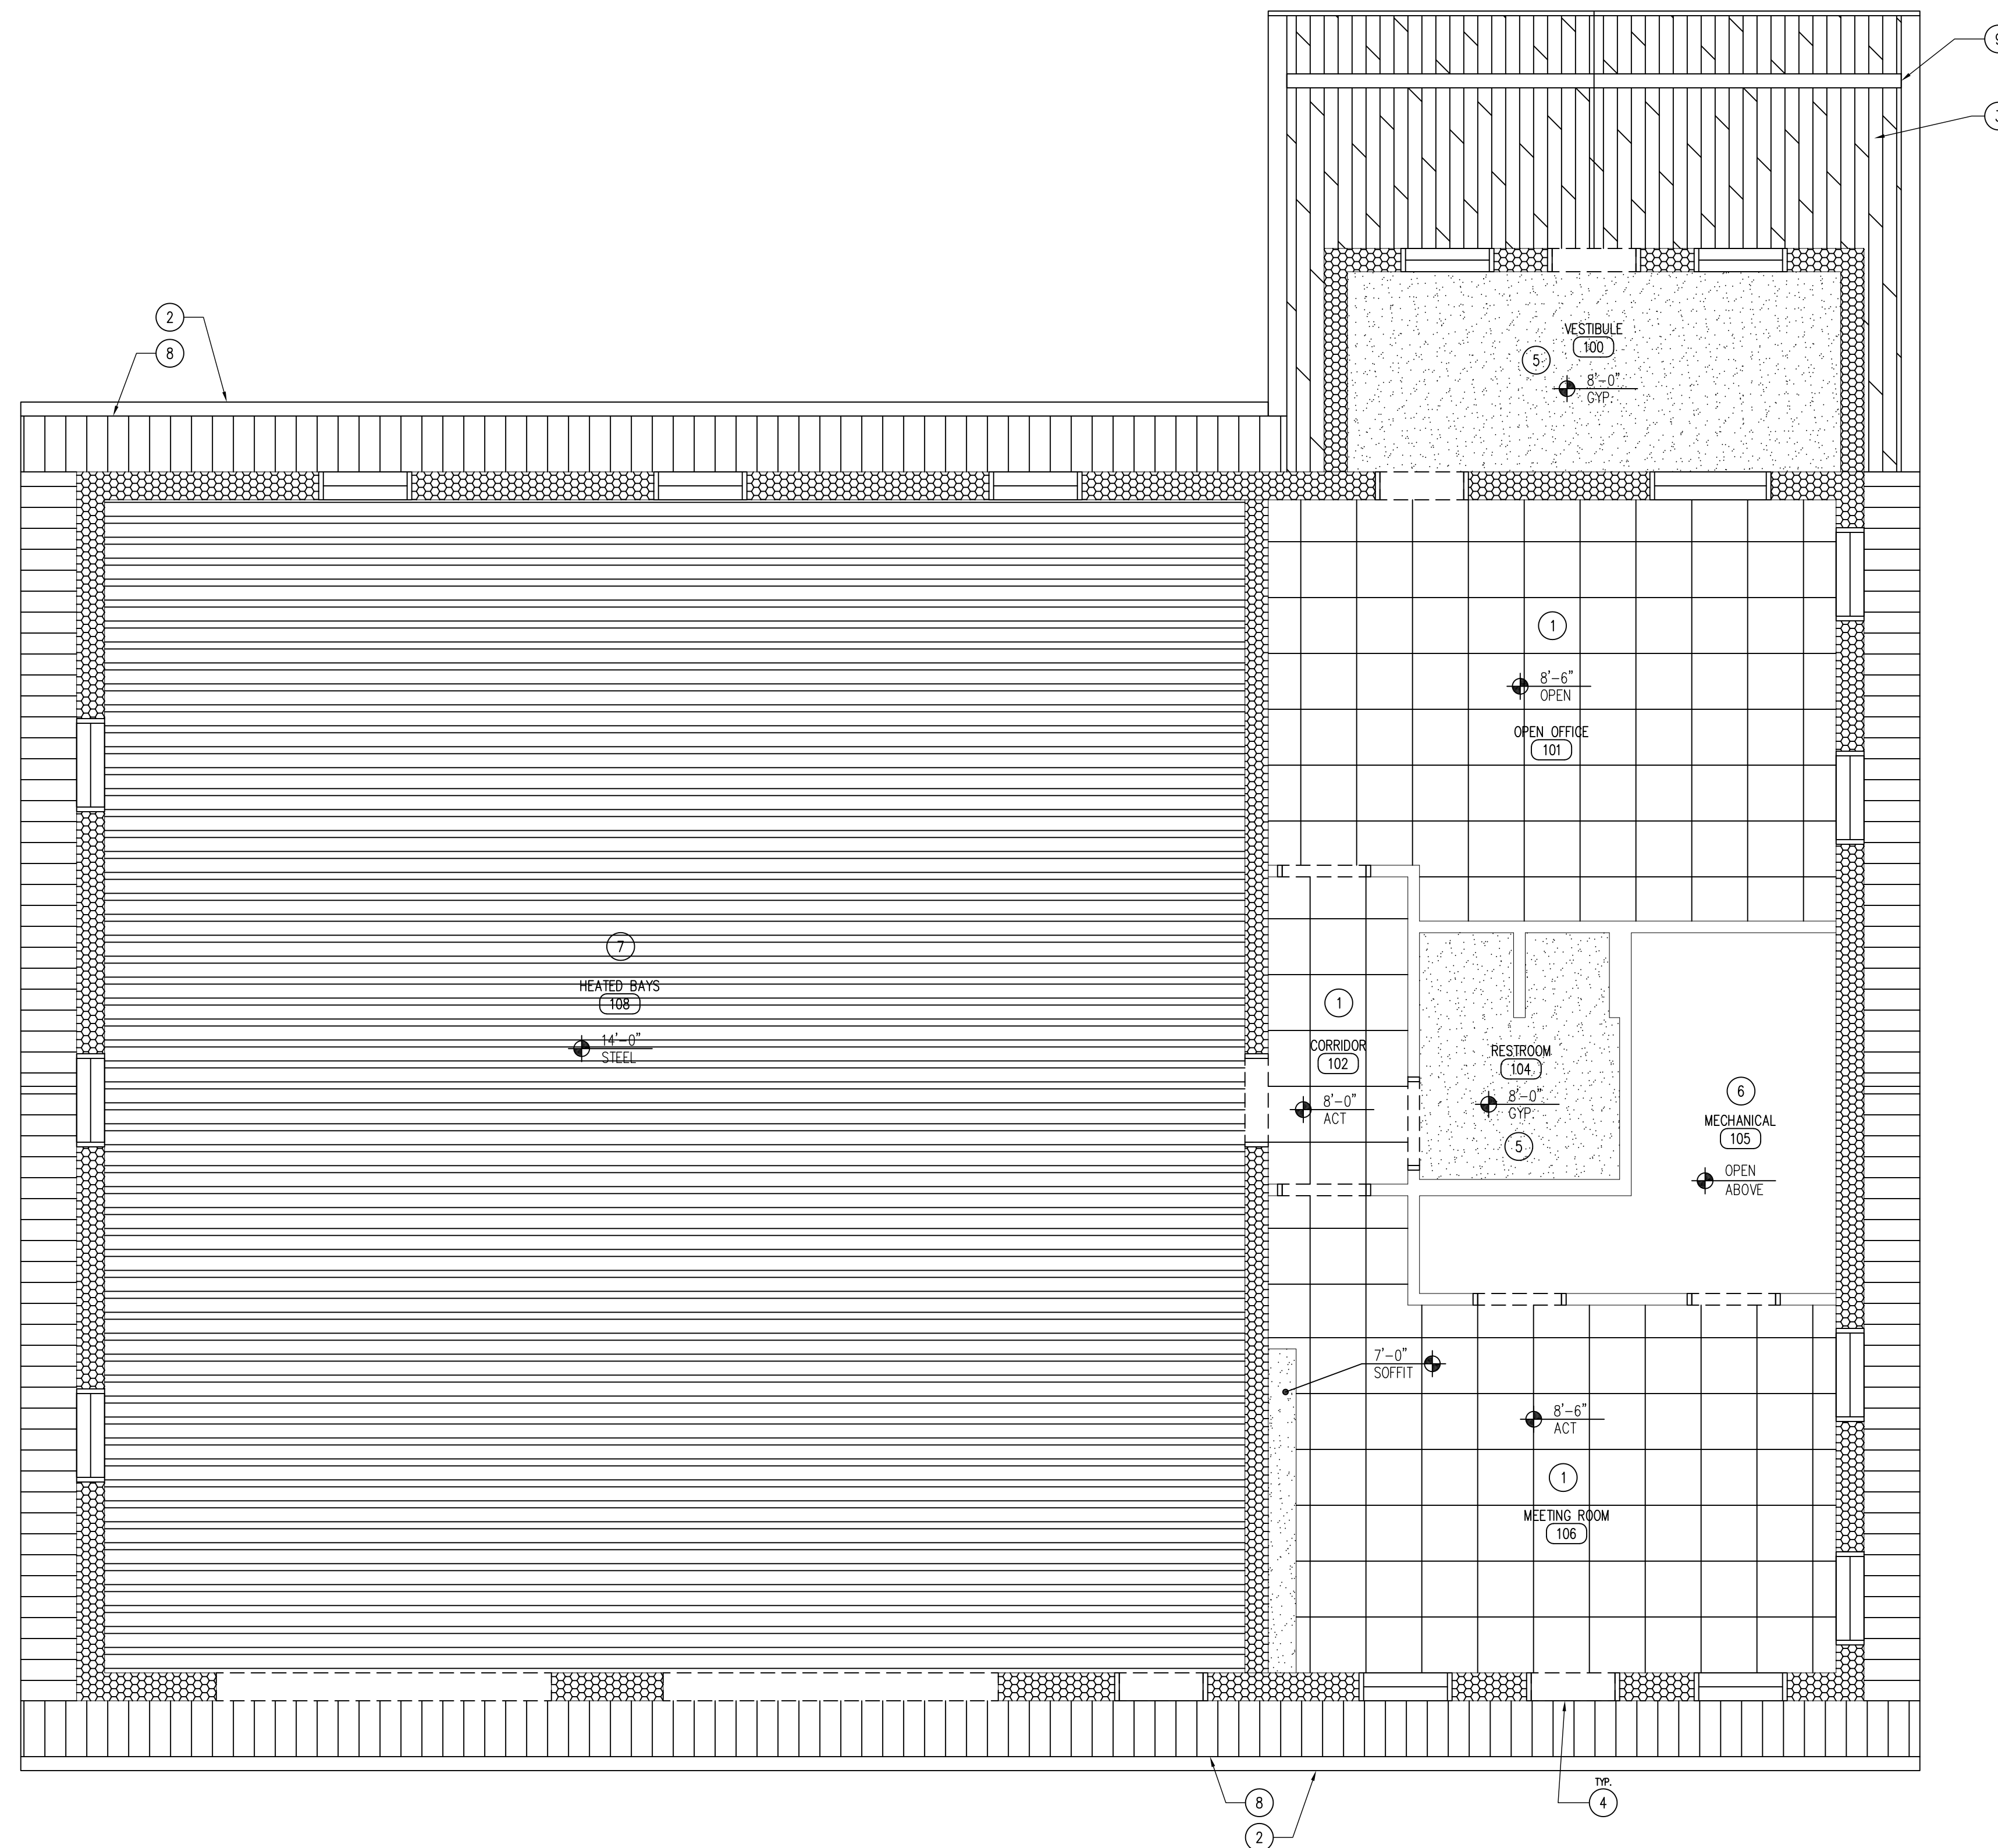 9
3
2
8
VESTIBULE
100
5
8'-0"
GYP.
1
8'-6"
OPEN
OPEN OFFICE
101
7
HEATED BAYS
108
14'-0"
STEEL
1
CORRIDOR
102
8'-0"
ACT
RESTROOM
104
8'-0"
GYP.
5
6
MECHANICAL
105
OPEN
ABOVE
7'-0"
SOFFIT
8'-6"
ACT
1
MEETING ROOM
106
8
2
TYP.
4